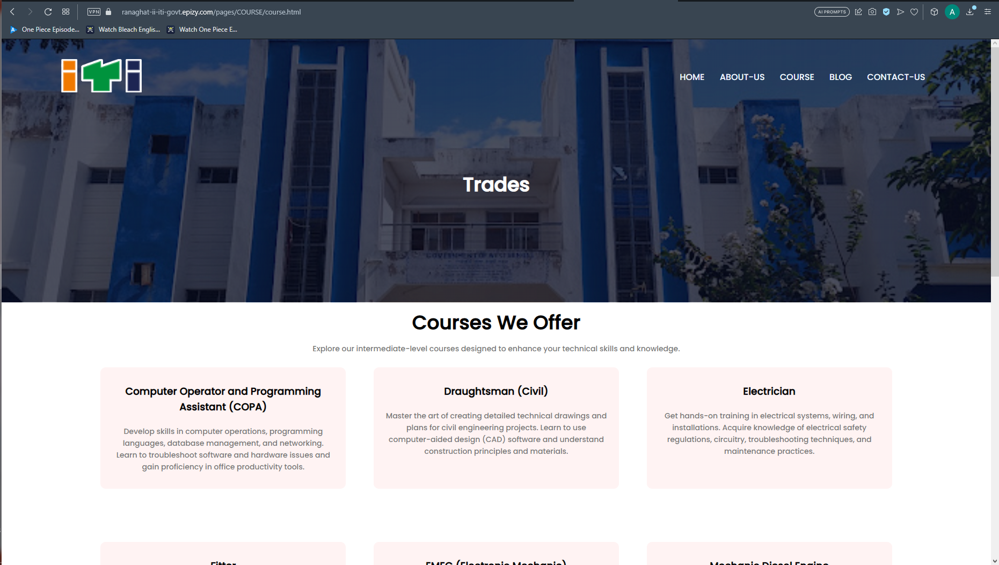 VPN
ranaghat-ii-iti-govt.epizy.com/pages/COURSE/course.html
AI PROMPTS
A
One Piece Episode...
Watch Bleach Englis...
Watch One Piece E...
iTi
HOME
ABOUT-US
COURSE
BLOG
CONTACT-US
Trades
Courses We Offer
Explore our intermediate-level courses designed to enhance your technical skills and knowledge.
Computer Operator and Programming
Assistant (COPA)
Develop skills in computer operations, programming
languages, database management, and networking.
Learn to troubleshoot software and hardware issues and
gain proficiency in office productivity tools.
Draughtsman (Civil)
Master the art of creating detailed technical drawings and
plans for civil engineering projects. Learn to use
computer-aided design (CAD) software and understand
construction principles and materials.
Electrician
Get hands-on training in electrical systems, wiring, and
installations. Acquire knowledge of electrical safety
regulations, circuitry, troubleshooting techniques, and
maintenance practices.
Fitter
EMEC (Electronic Mechanic)
Mechanic Diesel Engine